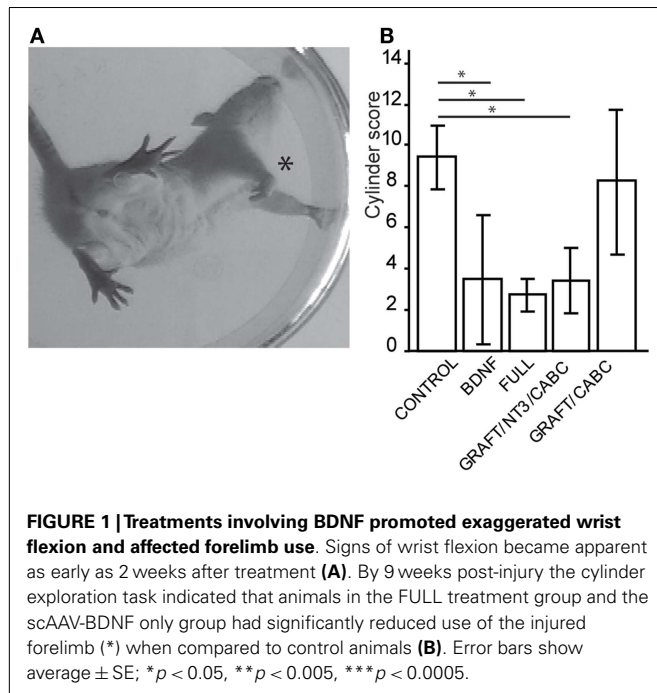 A
B
*
14
12
10
8
6
4
2
0
Cylinder score
*
*
*
CONTROL
BDNF
FULL
GRAFT/NT3/CABC
GRAFT/CABC
FIGURE 1 | Treatments involving BDNF promoted exaggerated wrist
flexion and affected forelimb use. Signs of wrist flexion became apparent
as early as 2 weeks after treatment (A). By 9 weeks post-injury the cylinder
exploration task indicated that animals in the FULL treatment group and the
scAAV-BDNF only group had significantly reduced use of the injured
forelimb (*) when compared to control animals (B). Error bars show
average ± SE; *p < 0.05, **p < 0.005, ***p < 0.0005.